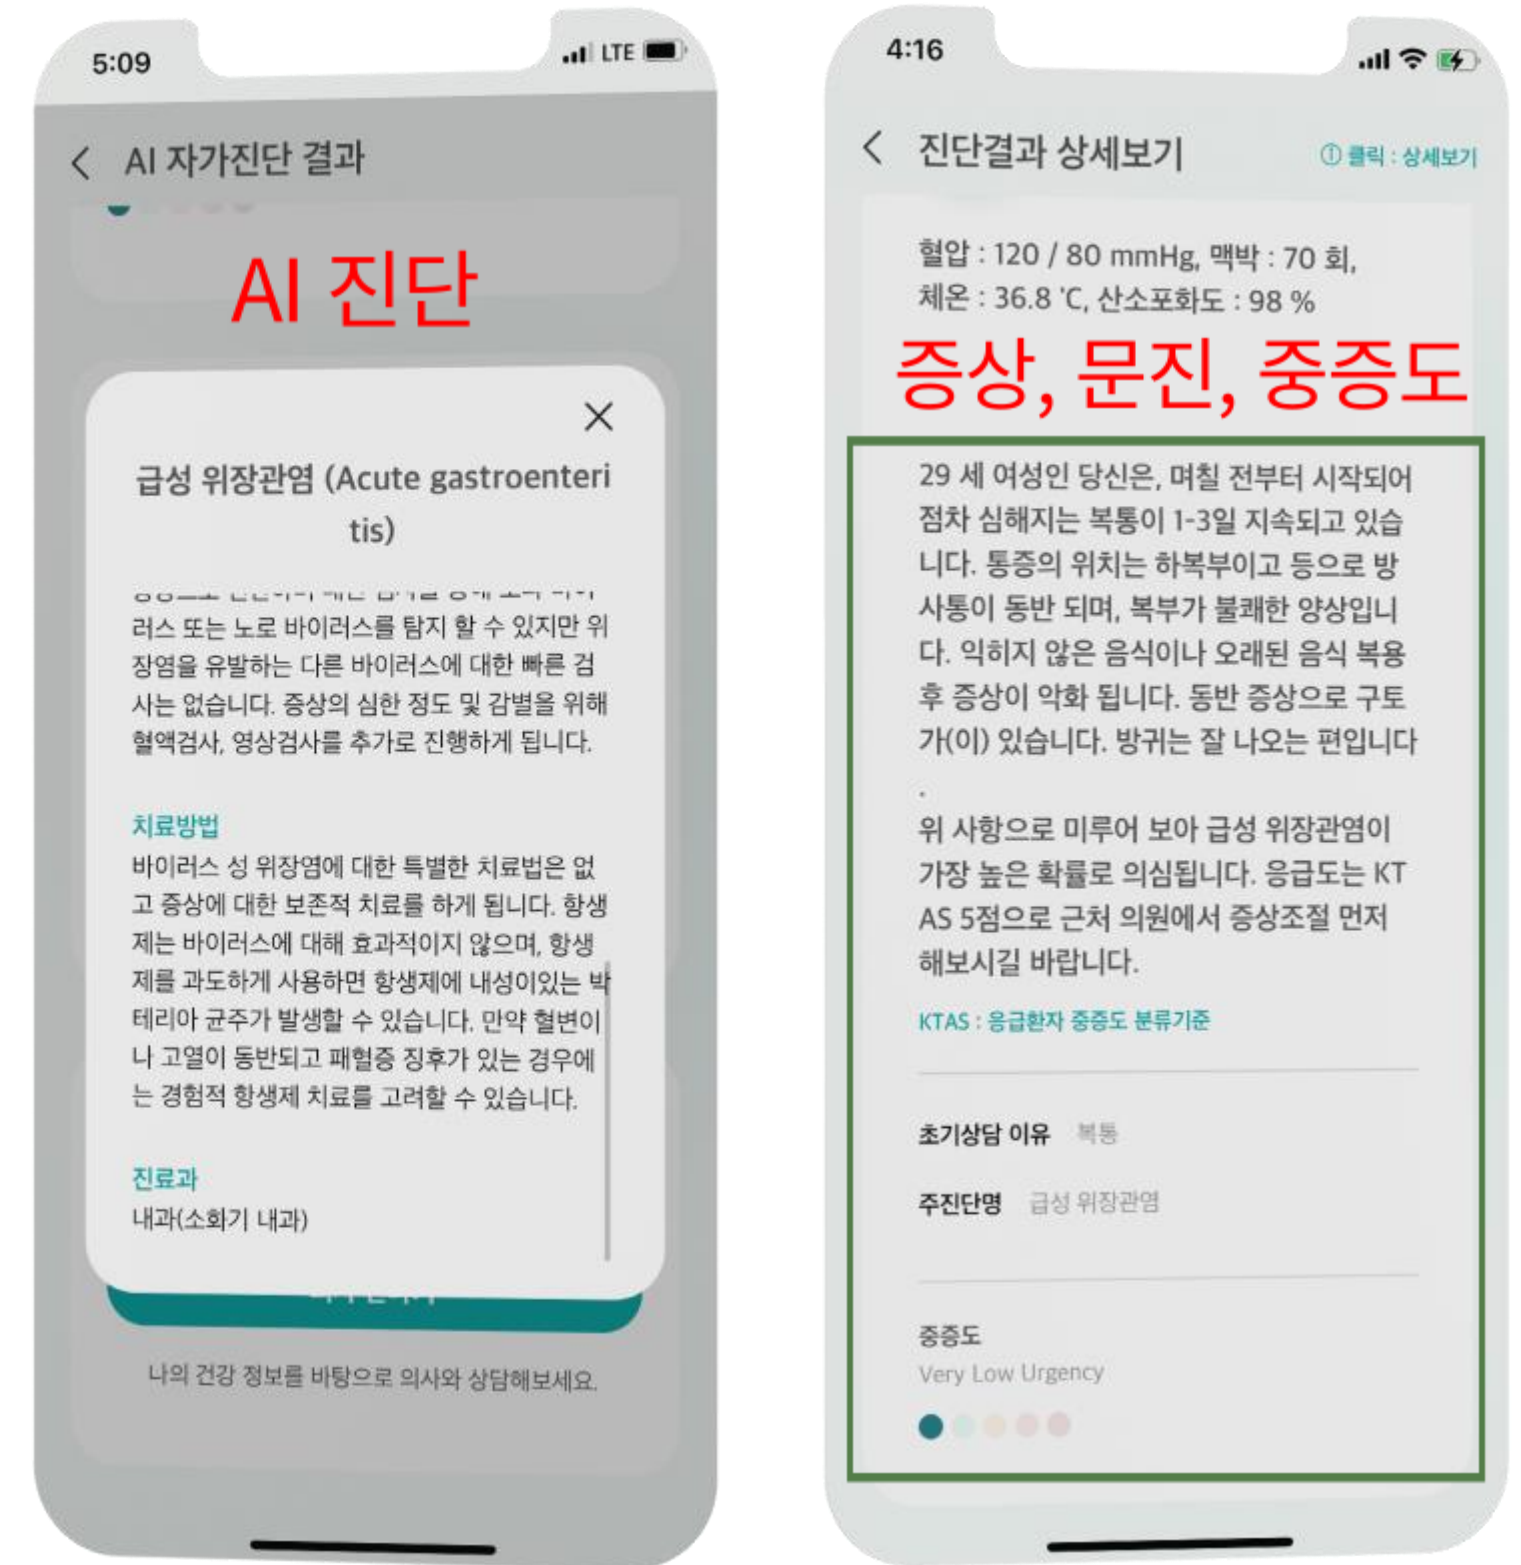 5:09
LTE
AI 자가진단 결과
AI 진단
급성 위장관염 (Acute gastroenteri
tis)
러스 또는 노로 바이러스를 탐지 할 수 있지만 위
장염을 유발하는 다른 바이러스에 대한 빠른 검
사는 없습니다. 증상의 심한 정도 및 감별을 위해
혈액검사, 영상검사를 추가로 진행하게 됩니다.
치료방법
바이러스 성 위장염에 대한 특별한 치료법은 없
고 증상에 대한 보존적 치료를 하게 됩니다. 항생
제는 바이러스에 대해 효과적이지 않으며, 항생
제를 과도하게 사용하면 항생제에 내성이있는 박
테리아 균주가 발생할 수 있습니다. 만약 혈변이
나 고열이 동반되고 패혈증 징후가 있는 경우에
는 경험적 항생제 치료를 고려할 수 있습니다.
진료과
내과(소화기 내과)
나의 건강 정보를 바탕으로 의사와 상담해보세요.
4:16
진단결과 상세보기
① 클릭 : 상세보기
혈압 : 120 / 80 mmHg, 맥박 : 70 회,
체온 : 36.8 ℃, 산소포화도 : 98 %
증상, 문진, 중증도
29 세 여성인 당신은, 며칠 전부터 시작되어
점차 심해지는 복통이 1-3일 지속되고 있습
니다. 통증의 위치는 하복부이고 등으로 방
사통이 동반 되며, 복부가 불쾌한 양상입니
다. 익히지 않은 음식이나 오래된 음식 복용
후 증상이 악화 됩니다. 동반 증상으로 구토
가(이) 있습니다. 방귀는 잘 나오는 편입니다
.
위 사항으로 미루어 보아 급성 위장관염이
가장 높은 확률로 의심됩니다. 응급도는 KT
AS 5점으로 근처 의원에서 증상조절 먼저
해보시길 바랍니다.
KTAS : 응급환자 중증도 분류기준
초기상담 이유 복통
주진단명 급성 위장관염
중증도
Very Low Urgency